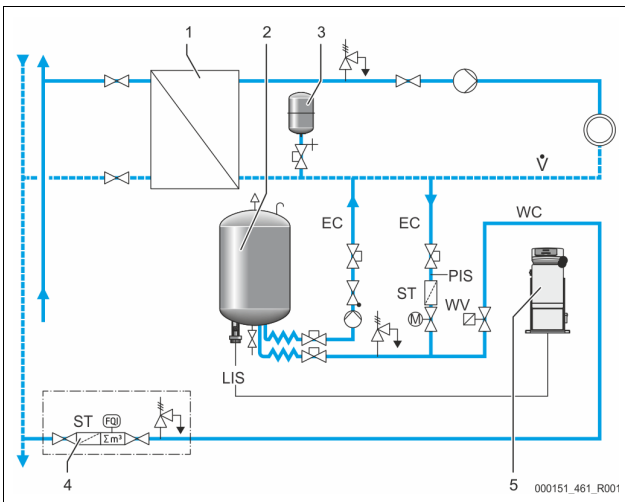 1
2
3
V̇
EC
EC
WC
PIS
ST
M
WV
LIS
ST
FQI
Σm³
4
5
000151_461_R001